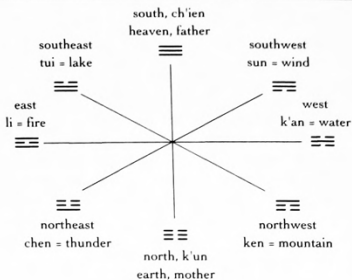 south, ch'ien
heaven, father
southeast
tui = lake
southwest
sun = wind
east
li = fire
west
k'an = water
northeast
chen = thunder
northwest
ken = mountain
north, k'un
earth, mother